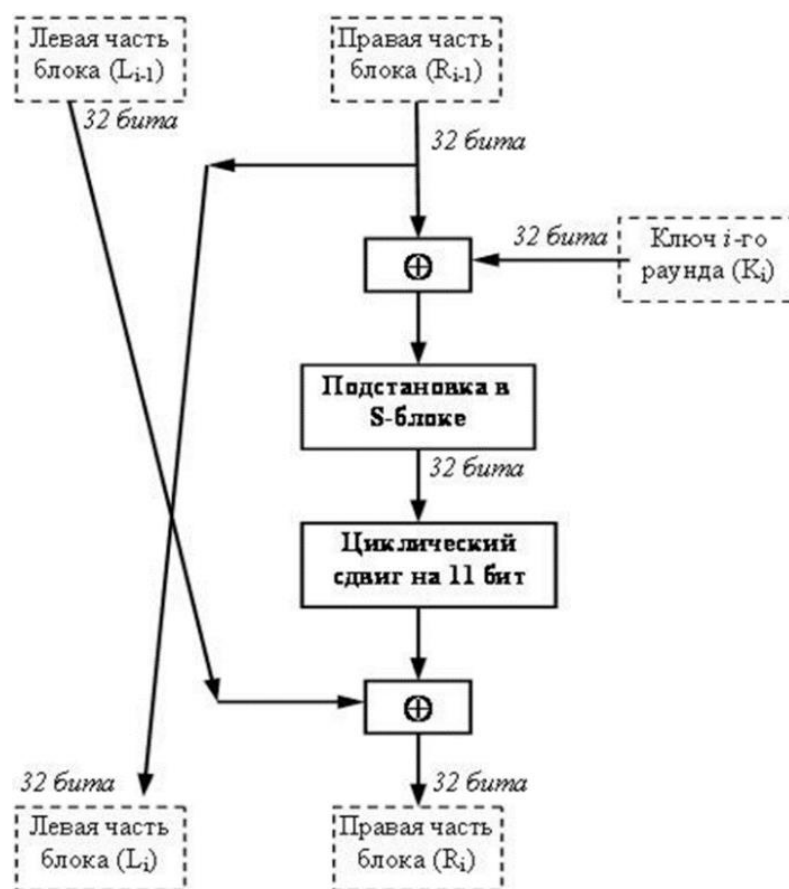 Левая часть
блока (Li-1)
Правая часть
блока (Ri-1)
32 бита
32 бита
32 бита
Ключ i-го
раунда (Ki)
⊕
Подстановка в
S-блоке
32 бита
Циклический
сдвиг на 11 бит
⊕
32 бита
32 бита
Левая часть
блока (Li)
Правая часть
блока (Ri)